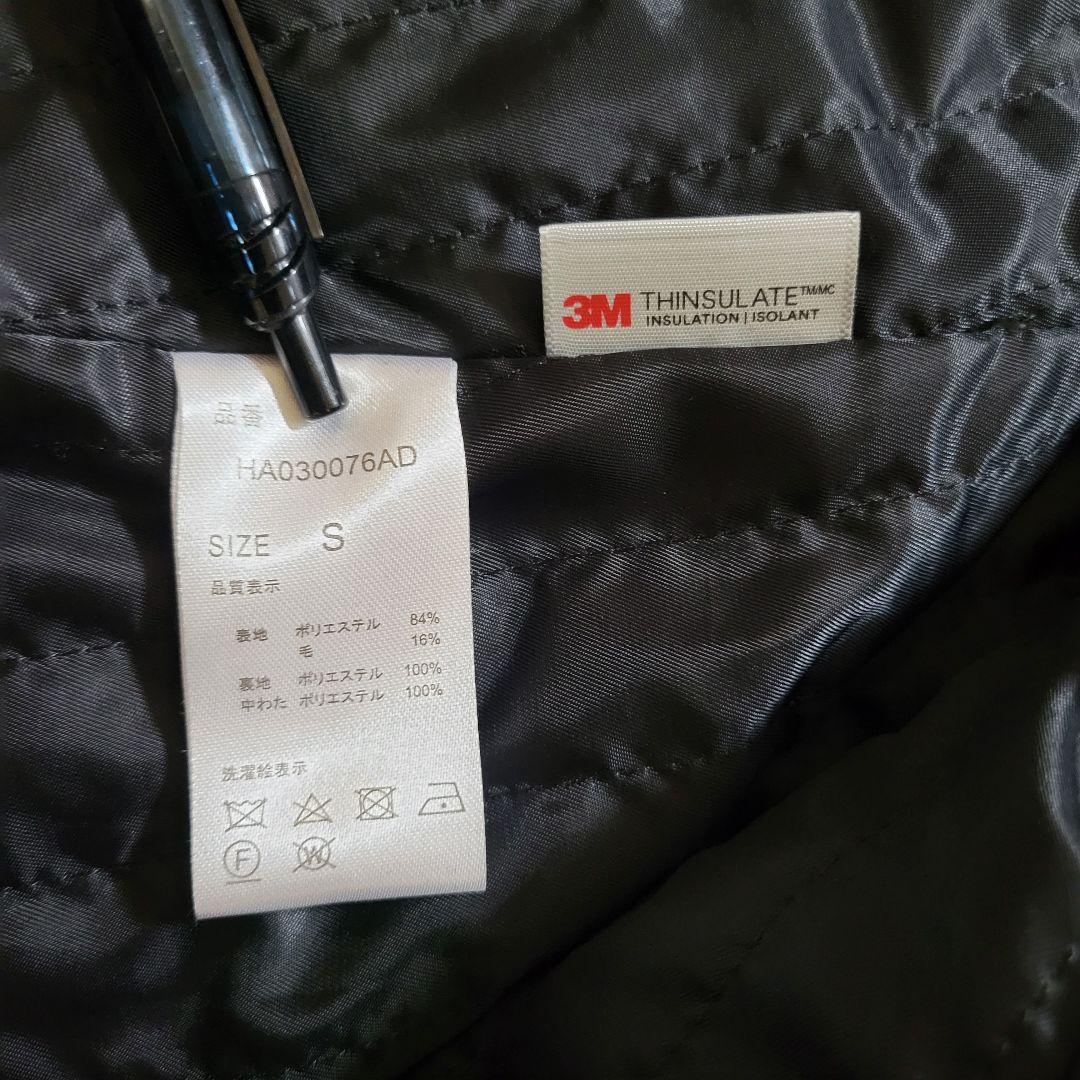 3M THINSULATE™/MC
INSULATION | ISOLANT
品番
HA030076AD
SIZE S
品質表示
表地 ポリエステル 84%
毛 16%
裏地 ポリエステル 100%
中わた ポリエステル 100%
洗濯絵表示
F W